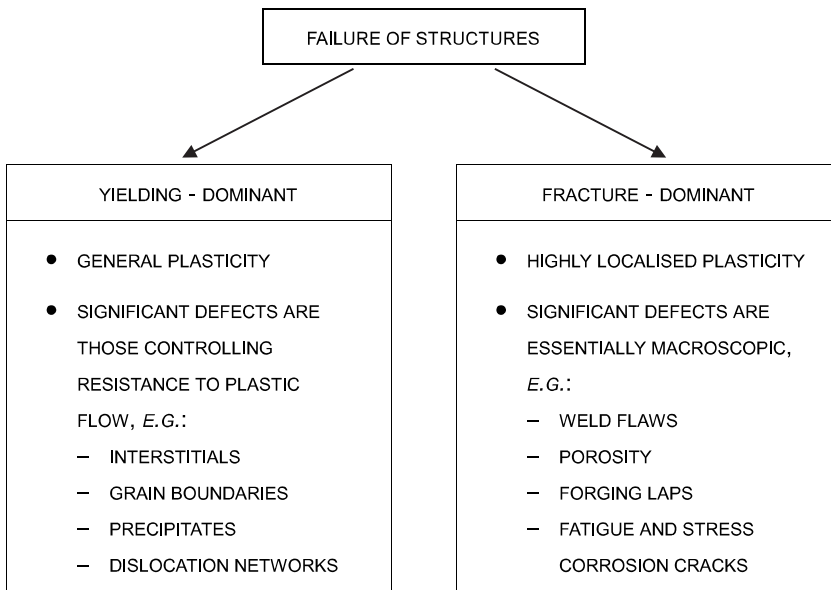 FAILURE OF STRUCTURES
YIELDING - DOMINANT
● GENERAL PLASTICITY
● SIGNIFICANT DEFECTS ARE
THOSE CONTROLLING
RESISTANCE TO PLASTIC
FLOW, E.G.:
– INTERSTITIALS
– GRAIN BOUNDARIES
– PRECIPITATES
– DISLOCATION NETWORKS
FRACTURE - DOMINANT
● HIGHLY LOCALISED PLASTICITY
● SIGNIFICANT DEFECTS ARE
ESSENTIALLY MACROSCOPIC,
E.G.:
– WELD FLAWS
– POROSITY
– FORGING LAPS
– FATIGUE AND STRESS
CORROSION CRACKS